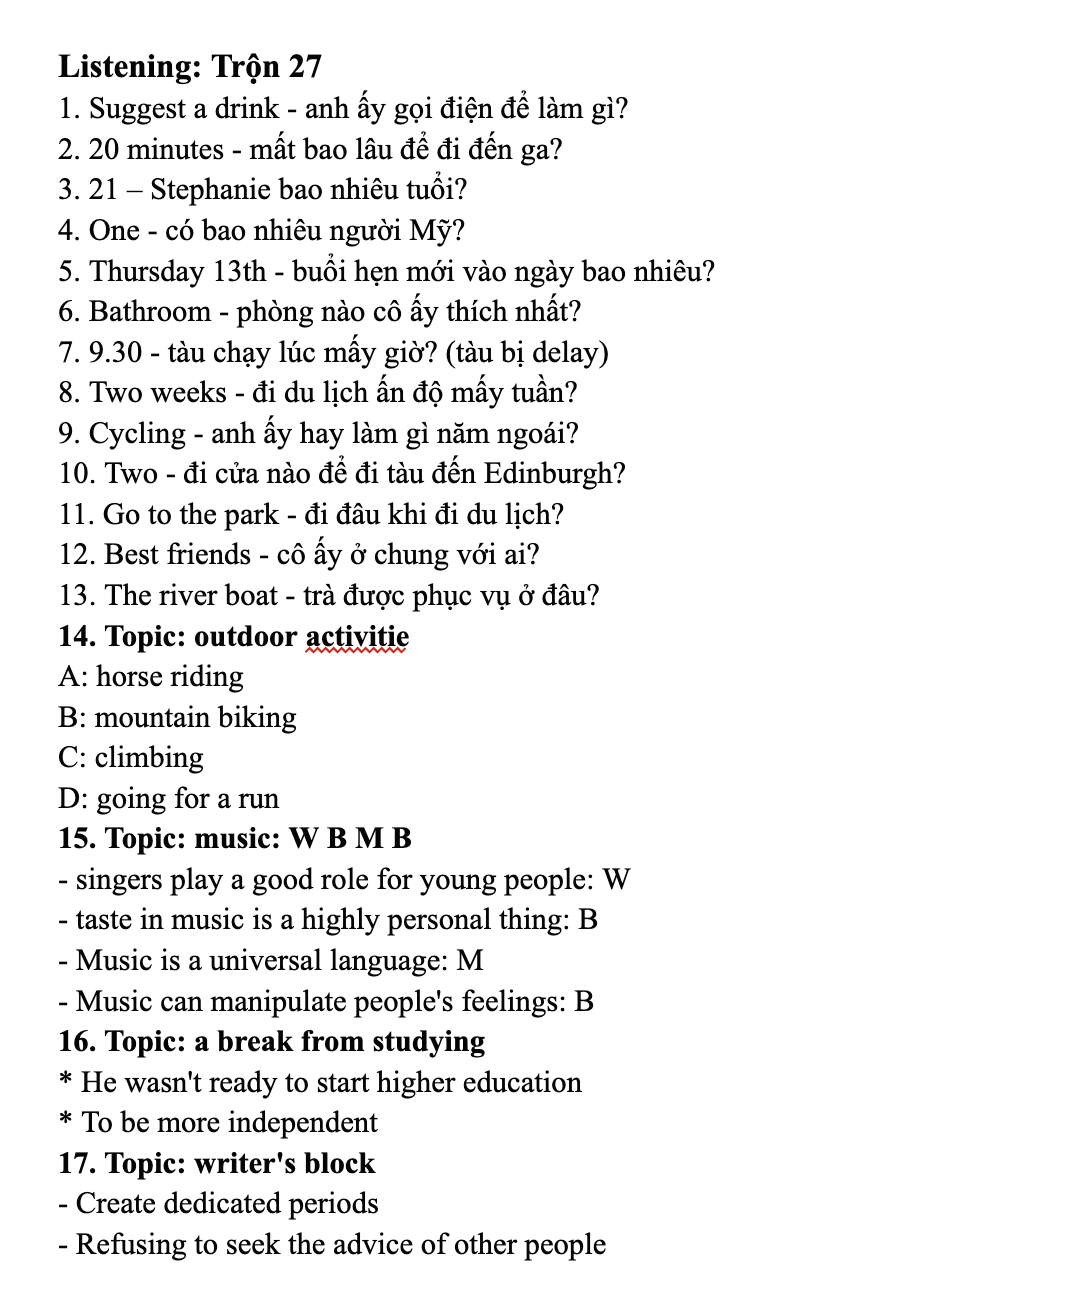 Listening: Trộn 27
1. Suggest a drink - anh ấy gọi điện để làm gì?
2. 20 minutes - mất bao lâu để đi đến ga?
3. 21 – Stephanie bao nhiêu tuổi?
4. One - có bao nhiêu người Mỹ?
5. Thursday 13th - buổi hẹn mới vào ngày bao nhiêu?
6. Bathroom - phòng nào cô ấy thích nhất?
7. 9.30 - tàu chạy lúc mấy giờ? (tàu bị delay)
8. Two weeks - đi du lịch ấn độ mấy tuần?
9. Cycling - anh ấy hay làm gì năm ngoái?
10. Two - đi cửa nào để đi tàu đến Edinburgh?
11. Go to the park - đi đâu khi đi du lịch?
12. Best friends - cô ấy ở chung với ai?
13. The river boat - trà được phục vụ ở đâu?
14. Topic: outdoor activitie
A: horse riding
B: mountain biking
C: climbing
D: going for a run
15. Topic: music: W B M B
- singers play a good role for young people: W
- taste in music is a highly personal thing: B
- Music is a universal language: M
- Music can manipulate people's feelings: B
16. Topic: a break from studying
* He wasn't ready to start higher education
* To be more independent
17. Topic: writer's block
- Create dedicated periods
- Refusing to seek the advice of other people